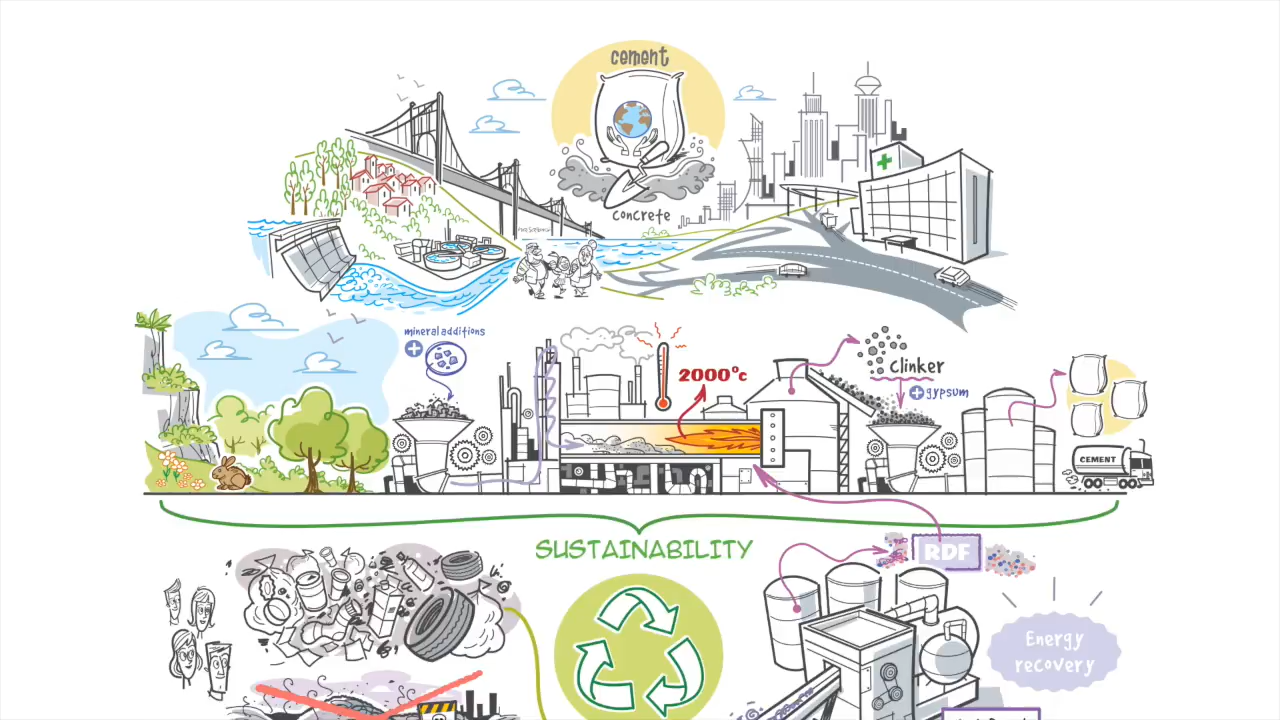 cement
concrete
mineral additions
+
2000°c
Clinker
+ gypsum
CEMENT
SUSTAINABILITY
RDF
Energy
recovery